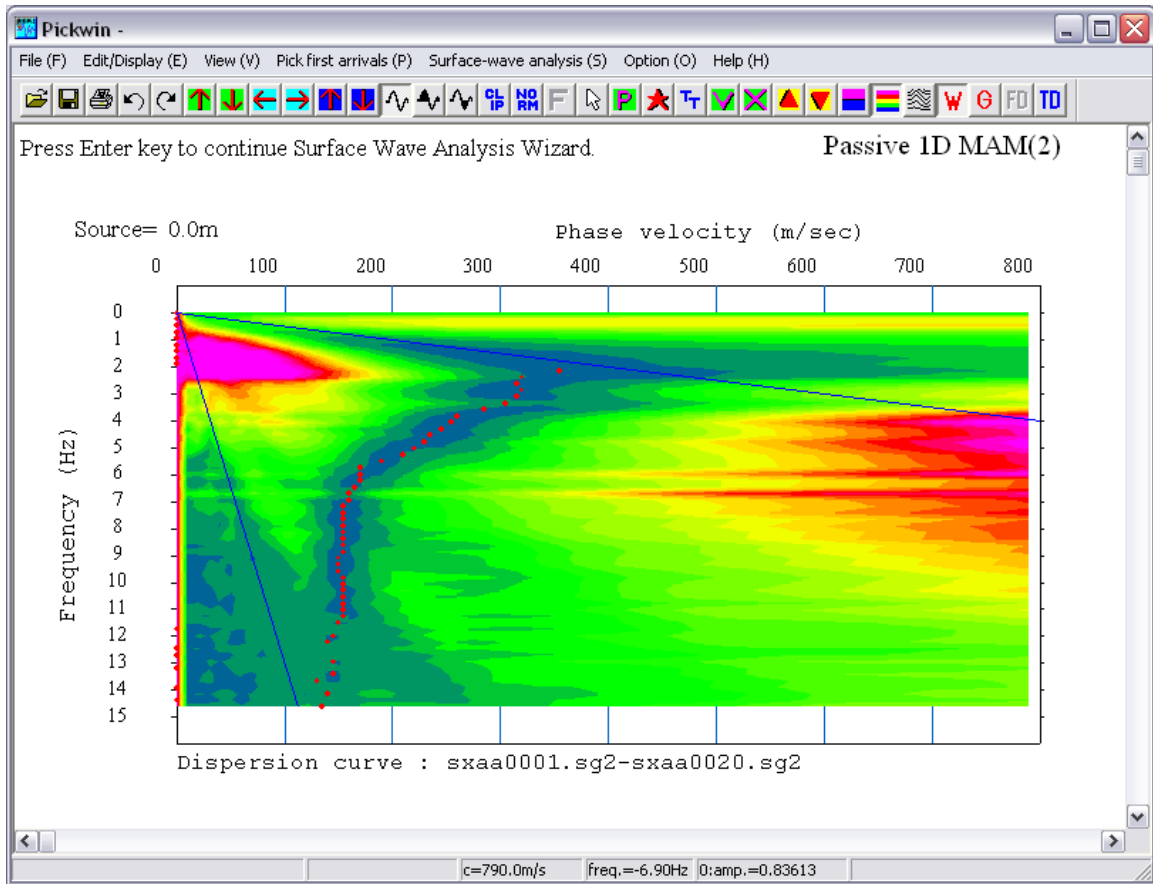 Pickwin -
File (F) Edit/Display (E) View (V) Pick first arrivals (P) Surface-wave analysis (S) Option (O) Help (H)
CL IP NO RM F P TT W G FD TD
Press Enter key to continue Surface Wave Analysis Wizard.
Passive 1D MAM(2)
Source= 0.0m
Phase velocity (m/sec)
0 100 200 300 400 500 600 700 800
0
1
2
3
4
5
6
7
8
9
10
11
12
13
14
15
Frequency (Hz)
Dispersion curve : sxaa0001.sg2-sxaa0020.sg2
c=790.0m/s freq.=-6.90Hz 0:amp.=0.83613